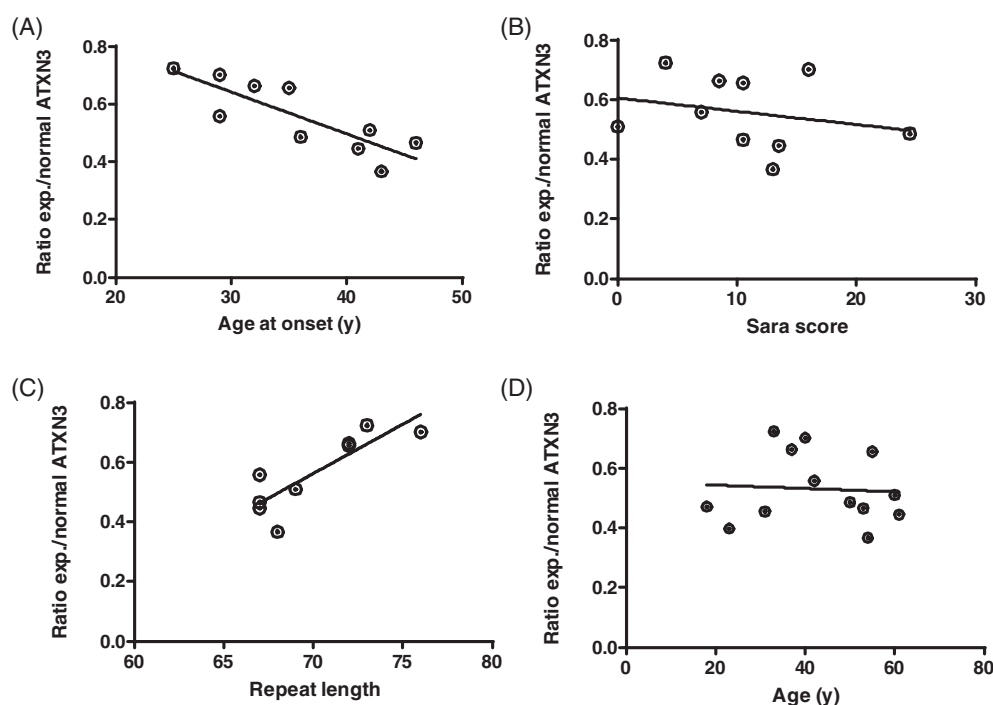 (A)
Ratio exp./normal ATXN3
0.8
0.6
0.4
0.2
0.0
20 30 40 50
Age at onset (y)
(B)
Ratio exp./normal ATXN3
0.8
0.6
0.4
0.2
0.0
0 10 20 30
Sara score
(C)
Ratio exp./normal ATXN3
0.8
0.6
0.4
0.2
0.0
60 65 70 75 80
Repeat length
(D)
Ratio exp./normal ATXN3
0.8
0.6
0.4
0.2
0.0
0 20 40 60 80
Age (y)